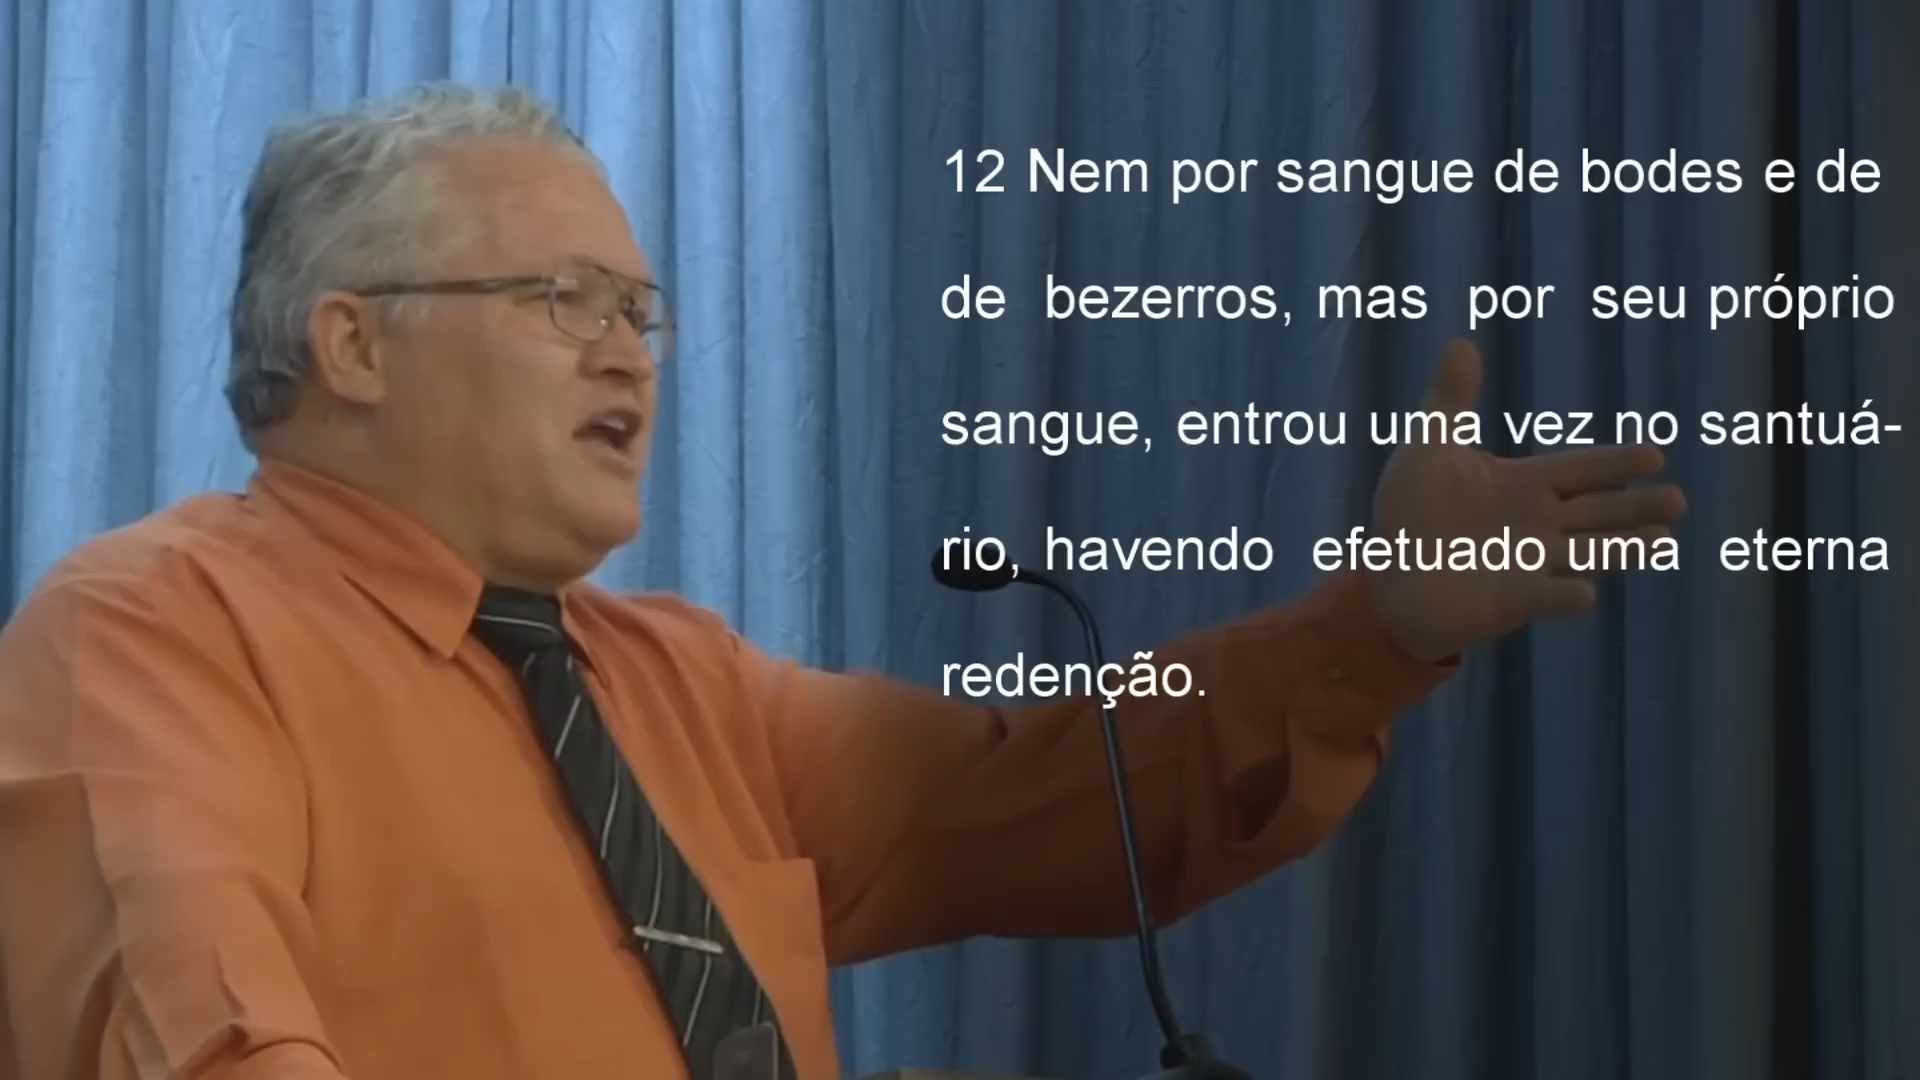 12 Nem por sangue de bodes e de
de bezerros, mas por seu próprio
sangue, entrou uma vez no santuá-
rio, havendo efetuado uma eterna
redenção.